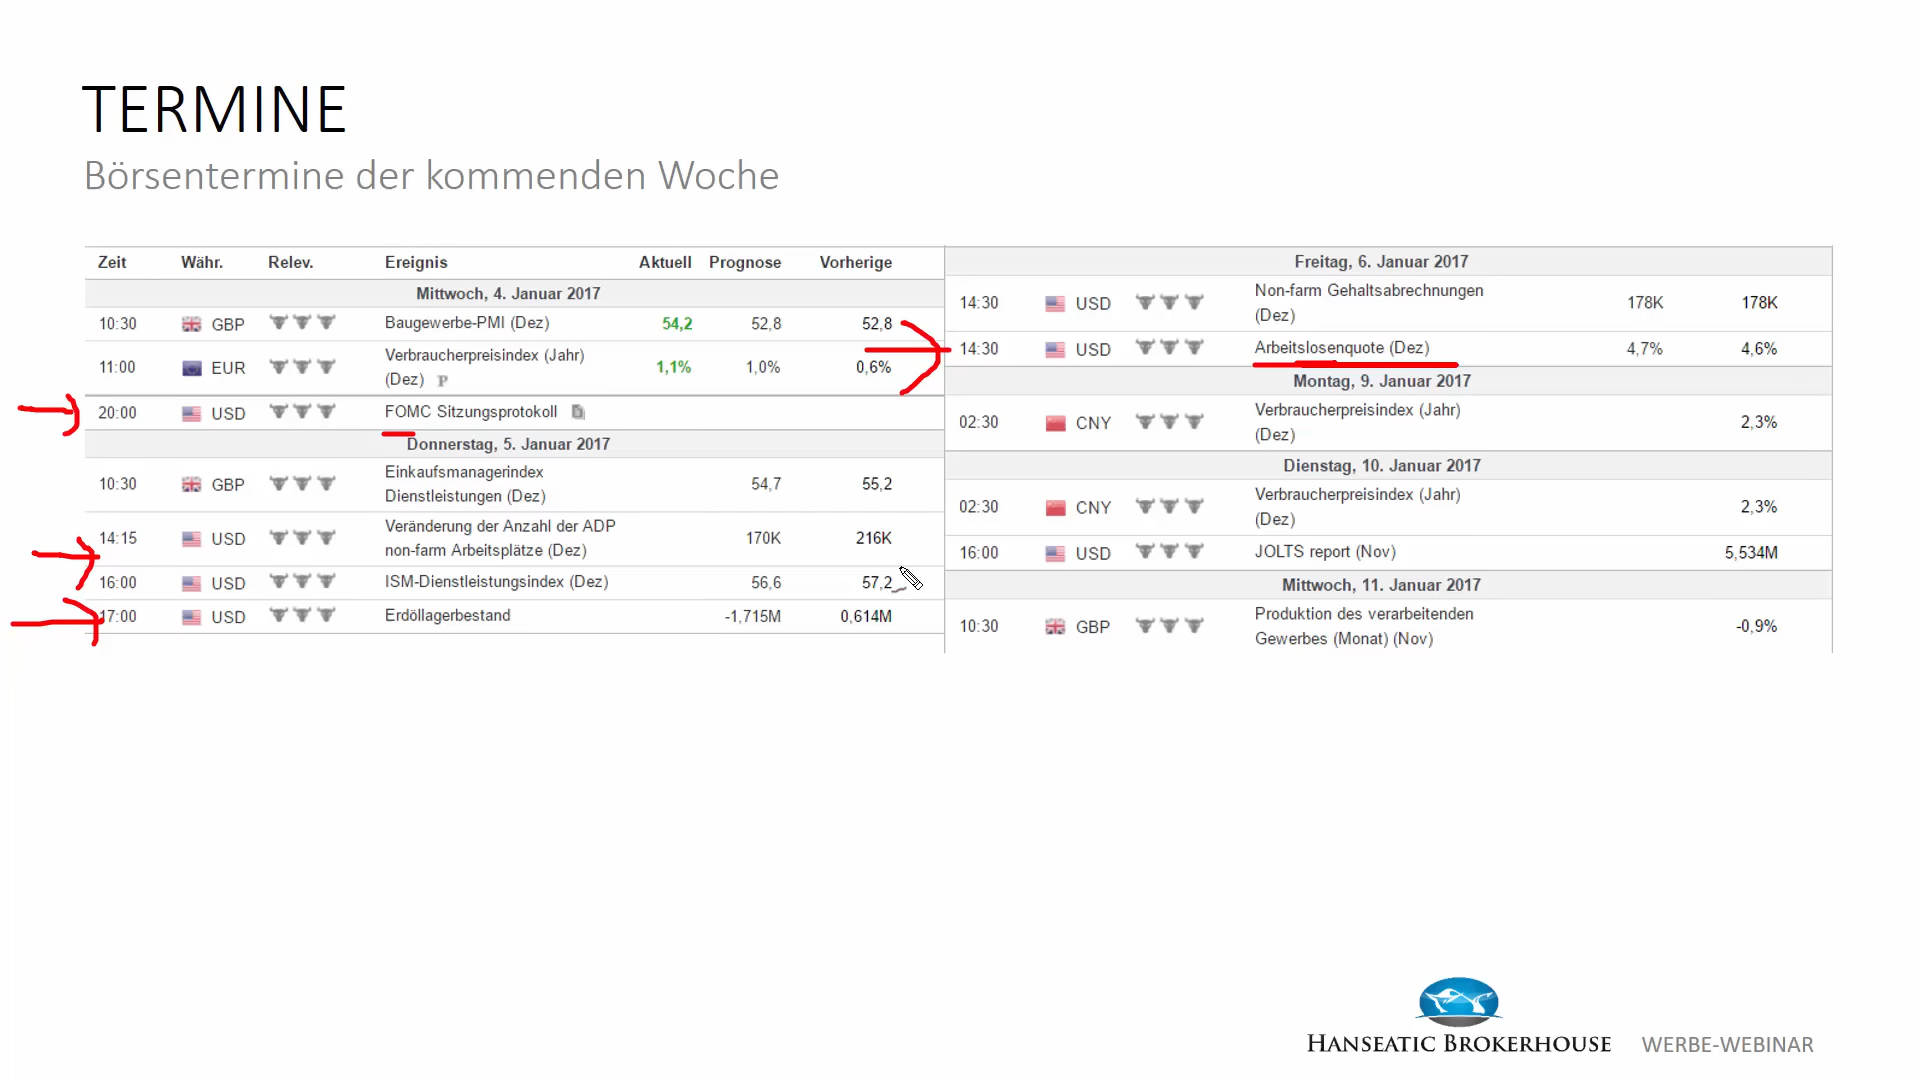 TERMINE
Börsentermine der kommenden Woche
Zeit Währ. Relev. Ereignis Aktuell Prognose Vorherige
Mittwoch, 4. Januar 2017
10:30 GBP Baugewerbe-PMI (Dez) 54,2 52,8 52,8
11:00 EUR Verbraucherpreisindex (Jahr) 1,1% 1,0% 0,6%
(Dez) P
20:00 USD FOMC Sitzungsprotokoll
Donnerstag, 5. Januar 2017
10:30 GBP Einkaufsmanagerindex 54,7 55,2
Dienstleistungen (Dez)
14:15 USD Veränderung der Anzahl der ADP 170K 216K
non-farm Arbeitsplätze (Dez)
16:00 USD ISM-Dienstleistungsindex (Dez) 56,6 57,2
17:00 USD Erdöllagerbestand -1,715M 0,614M
Freitag, 6. Januar 2017
14:30 USD Non-farm Gehaltsabrechnungen 178K 178K
(Dez)
14:30 USD Arbeitslosenquote (Dez) 4,7% 4,6%
Montag, 9. Januar 2017
02:30 CNY Verbraucherpreisindex (Jahr) 2,3%
(Dez)
Dienstag, 10. Januar 2017
02:30 CNY Verbraucherpreisindex (Jahr) 2,3%
(Dez)
16:00 USD JOLTS report (Nov) 5,534M
Mittwoch, 11. Januar 2017
10:30 GBP Produktion des verarbeitenden -0,9%
Gewerbes (Monat) (Nov)
HANSEATIC BROKERHOUSE WERBE-WEBINAR